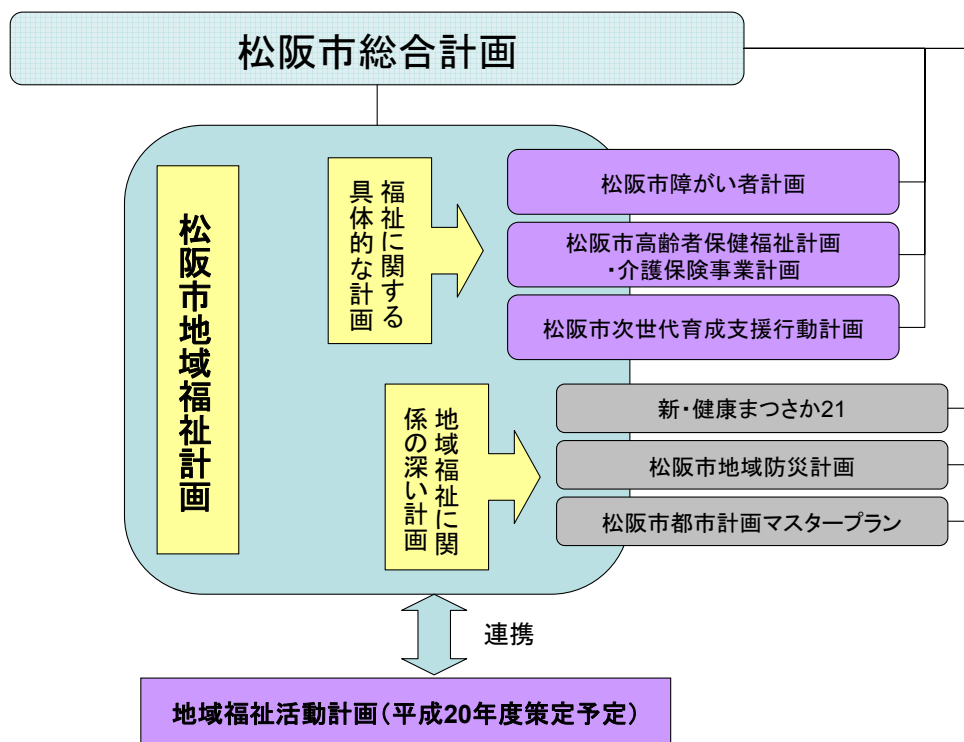 松阪市総合計画
松阪市地域福祉計画
福祉に関する
具体的な計画
松阪市障がい者計画
松阪市高齢者保健福祉計画
・介護保険事業計画
松阪市次世代育成支援行動計画
地域福祉に関
係の深い計画
新・健康まつさか21
松阪市地域防災計画
松阪市都市計画マスタープラン
連携
地域福祉活動計画（平成20年度策定予定）